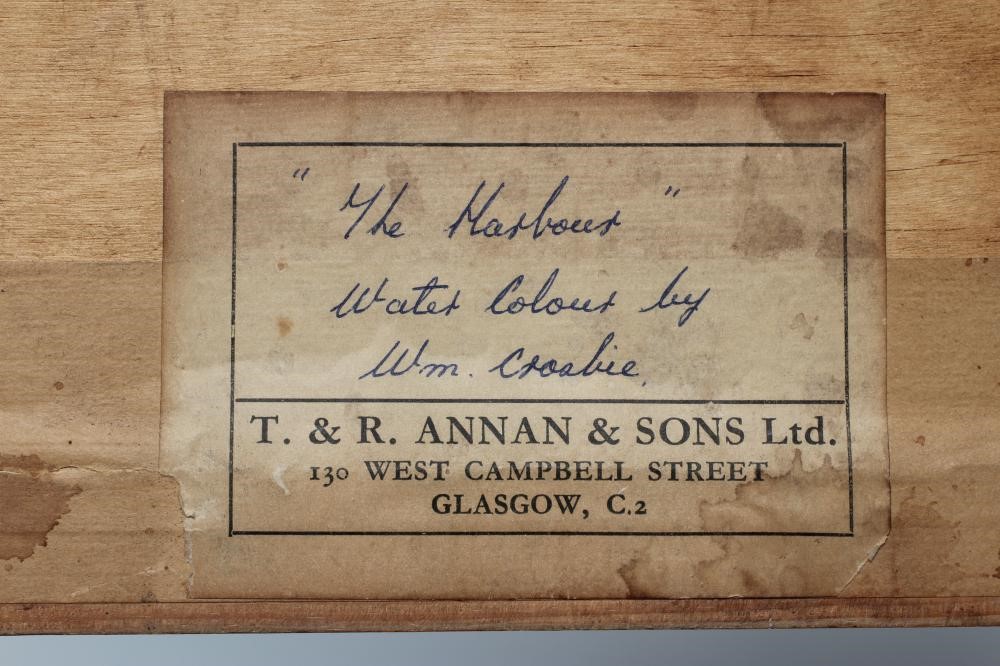 " The Harbour "
Water Colour by
Wm. Crosbie.
T. & R. ANNAN & SONS Ltd.
130 WEST CAMPBELL STREET
GLASGOW, C.2